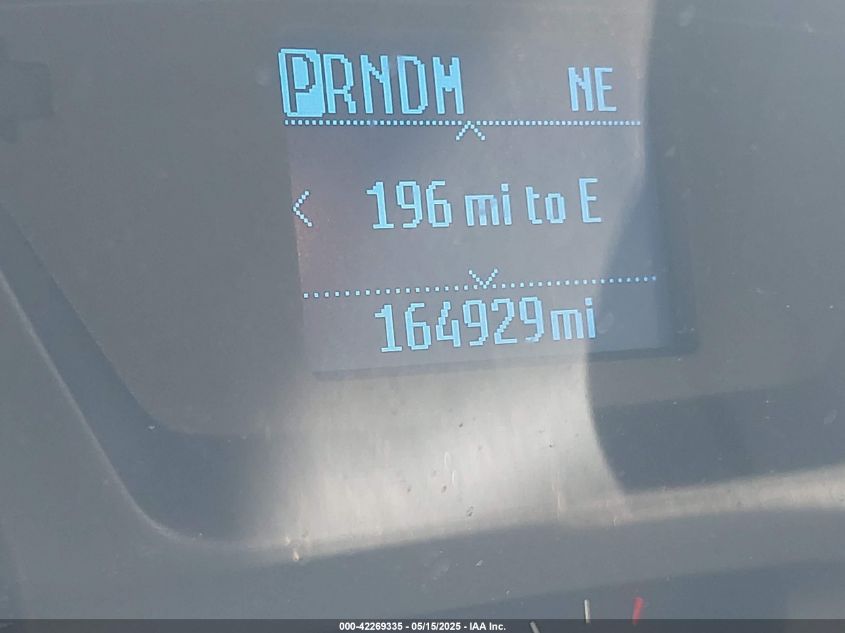 PRNDM NE
196 mi to E
164929mi
000-42269335 - 05/15/2025 - IAA Inc.